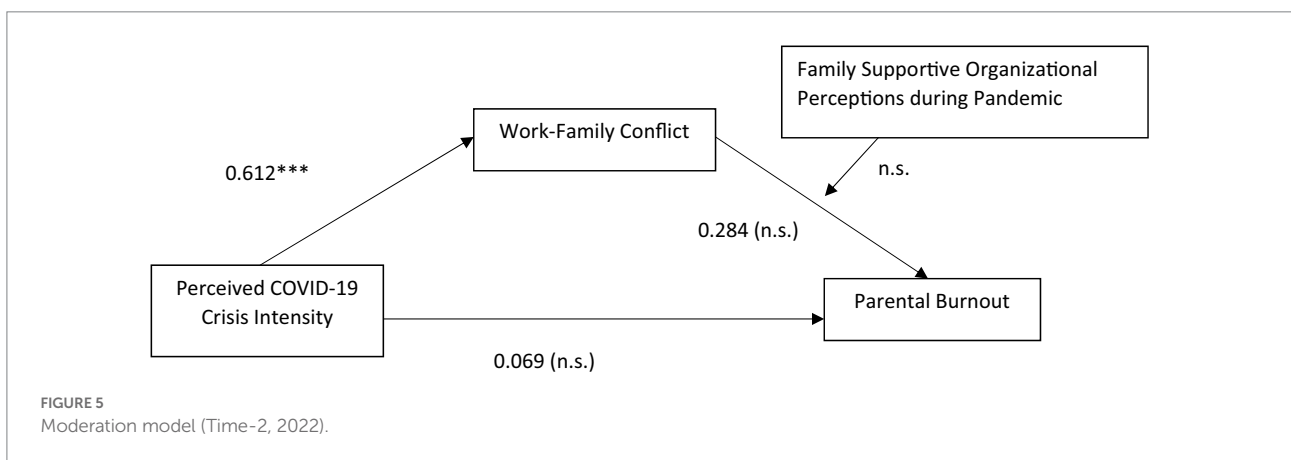 Family Supportive Organizational
Perceptions during Pandemic
Work-Family Conflict
n.s.
0.612***
0.284 (n.s.)
Perceived COVID-19
Crisis Intensity
Parental Burnout
0.069 (n.s.)
FIGURE 5
Moderation model (Time-2, 2022).